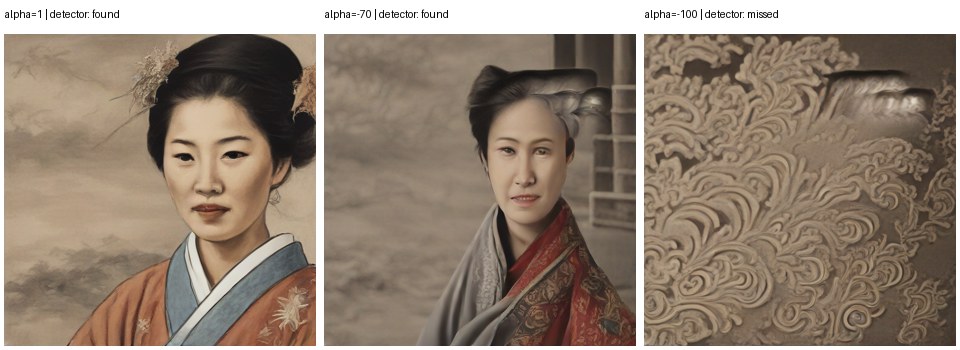 alpha=1 | detector: found
alpha=-70 | detector: found
alpha=-100 | detector: missed